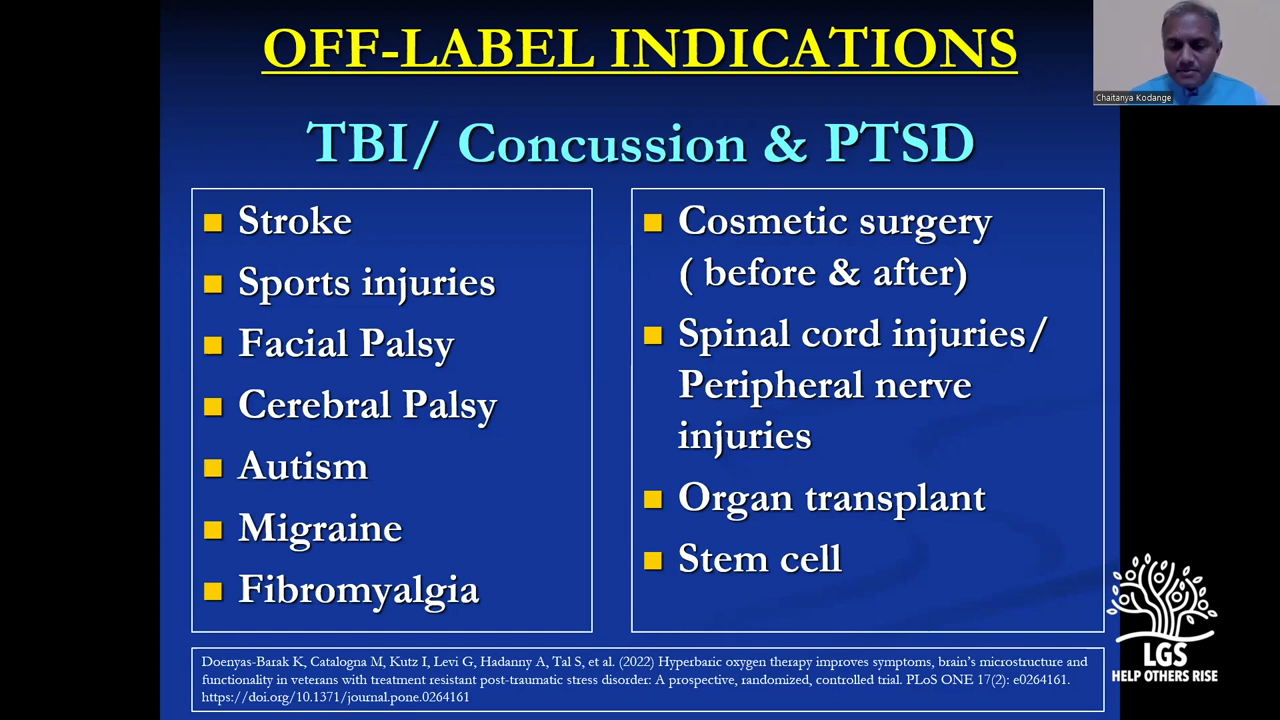 OFF-LABEL INDICATIONS
TBI/ Concussion & PTSD
Stroke
Sports injuries
Facial Palsy
Cerebral Palsy
Autism
Migraine
Fibromyalgia
Cosmetic surgery
( before & after)
Spinal cord injuries/
Peripheral nerve
injuries
Organ transplant
Stem cell
Doenyas-Barak K, Catalogna M, Kutz I, Levi G, Hadanny A, Tal S, et al. (2022) Hyperbaric oxygen therapy improves symptoms, brain’s microstructure and
functionality in veterans with treatment resistant post-traumatic stress disorder: A prospective, randomized, controlled trial. PLoS ONE 17(2): e0264161.
https://doi.org/10.1371/journal.pone.0264161
Chaitanya Kodange
LGS
HELP OTHERS RISE